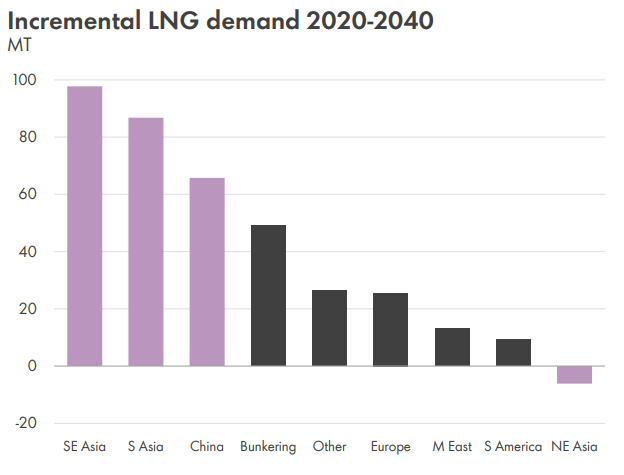 Incremental LNG demand 2020-2040
MT
100
80
60
40
20
0
-20
SE Asia S Asia China Bunkering Other Europe M East S America NE Asia